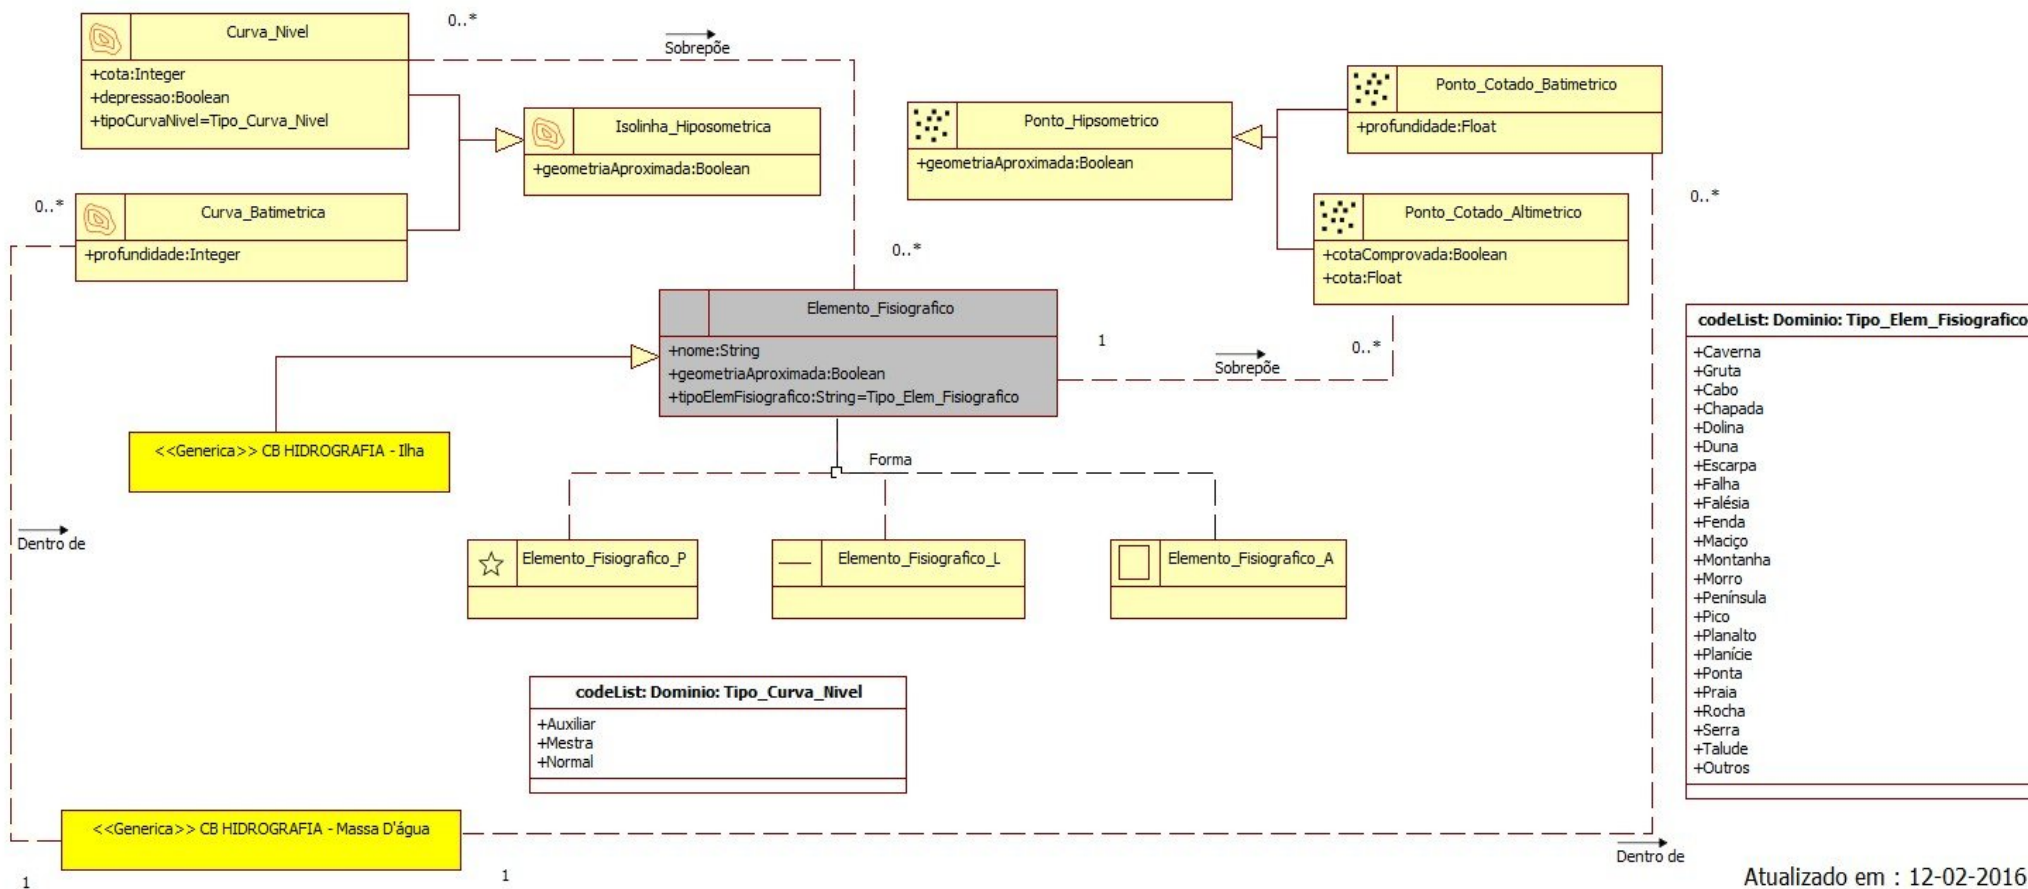 0..*
Curva_Nivel
+cota:Integer
+depressao:Boolean
+tipoCurvaNivel=Tipo_Curva_Nivel
Sobrepõe
Isolinha_Hiposometrica
+geometriaAproximada:Boolean
Ponto_Hipsometrico
+geometriaAproximada:Boolean
Ponto_Cotado_Batimetrico
+profundidade:Float
0..*
Curva_Batimetrica
+profundidade:Integer
0..*
Ponto_Cotado_Altimetrico
+cotaComprovada:Boolean
+cota:Float
0..*
Elemento_Fisiografico
+nome:String
+geometriaAproximada:Boolean
+tipoElemFisiografico:String=Tipo_Elem_Fisiografico
1
Sobrepõe
0..*
<<Generica>> CB HIDROGRAFIA - Ilha
Forma
Dentro de
Elemento_Fisiografico_P
Elemento_Fisiografico_L
Elemento_Fisiografico_A
codeList: Dominio: Tipo_Elem_Fisiografico
+Caverna
+Gruta
+Cabo
+Chapada
+Dolina
+Duna
+Escarpa
+Falha
+Falésia
+Fenda
+Maciço
+Montanha
+Morro
+Península
+Pico
+Planalto
+Planície
+Ponta
+Praia
+Rocha
+Serra
+Talude
+Outros
codeList: Dominio: Tipo_Curva_Nivel
+Auxiliar
+Mestra
+Normal
<<Generica>> CB HIDROGRAFIA - Massa D'água
1
1
Dentro de
Atualizado em : 12-02-2016